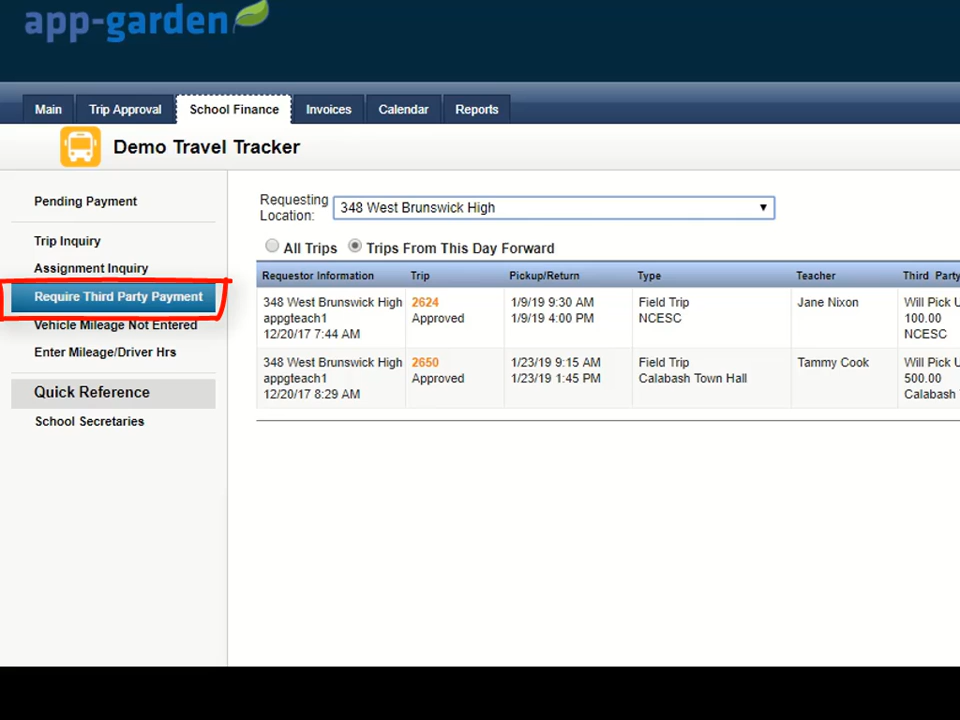 app-garden
Main Trip Approval School Finance Invoices Calendar Reports
Demo Travel Tracker
Pending Payment
Trip Inquiry
Assignment Inquiry
Require Third Party Payment
Vehicle Mileage Not Entered
Enter Mileage/Driver Hrs
Quick Reference
School Secretaries
Requesting
Location:
348 West Brunswick High
All Trips Trips From This Day Forward
Requestor Information Trip Pickup/Return Type Teacher Third Party
348 West Brunswick High 2624 1/9/19 9:30 AM Field Trip Jane Nixon Will Pick U
appgteach1 Approved 1/9/19 4:00 PM NCESC 100.00
12/20/17 7:44 AM NCESC
348 West Brunswick High 2650 1/23/19 9:15 AM Field Trip Tammy Cook Will Pick U
appgteach1 Approved 1/23/19 1:45 PM Calabash Town Hall 500.00
12/20/17 8:29 AM Calabash